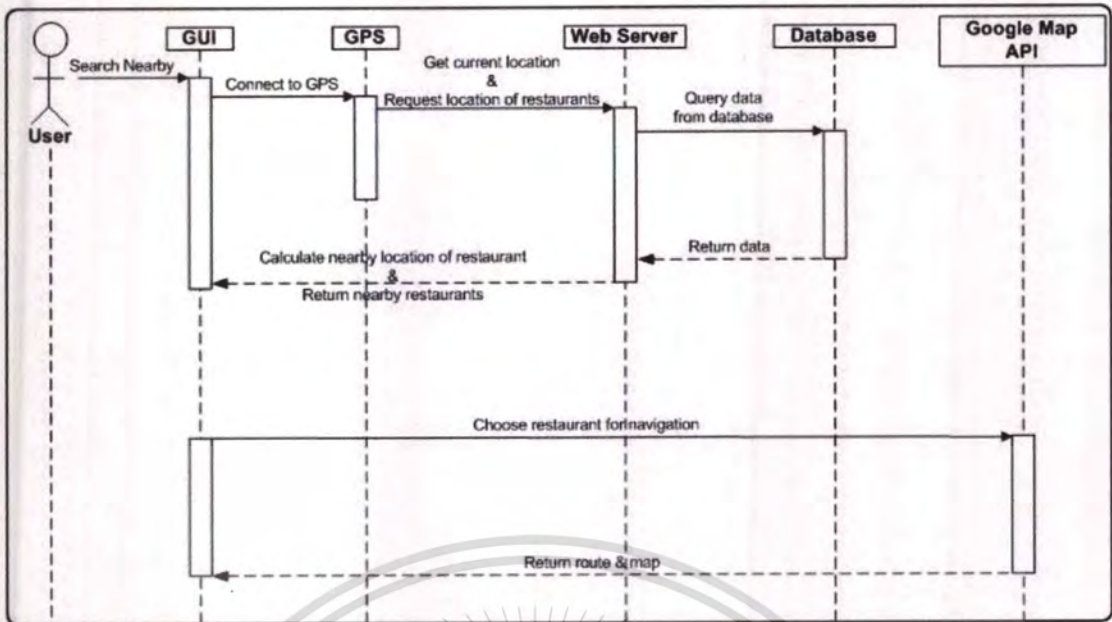 GUI
GPS
Web Server
Database
Google Map
API
User
Search Nearby
Connect to GPS
Get current location
&
Request location of restaurants
Query data
from database
Return data
Calculate nearby location of restaurant
&
Return nearby restaurants
Choose restaurant for navigation
Return route & map